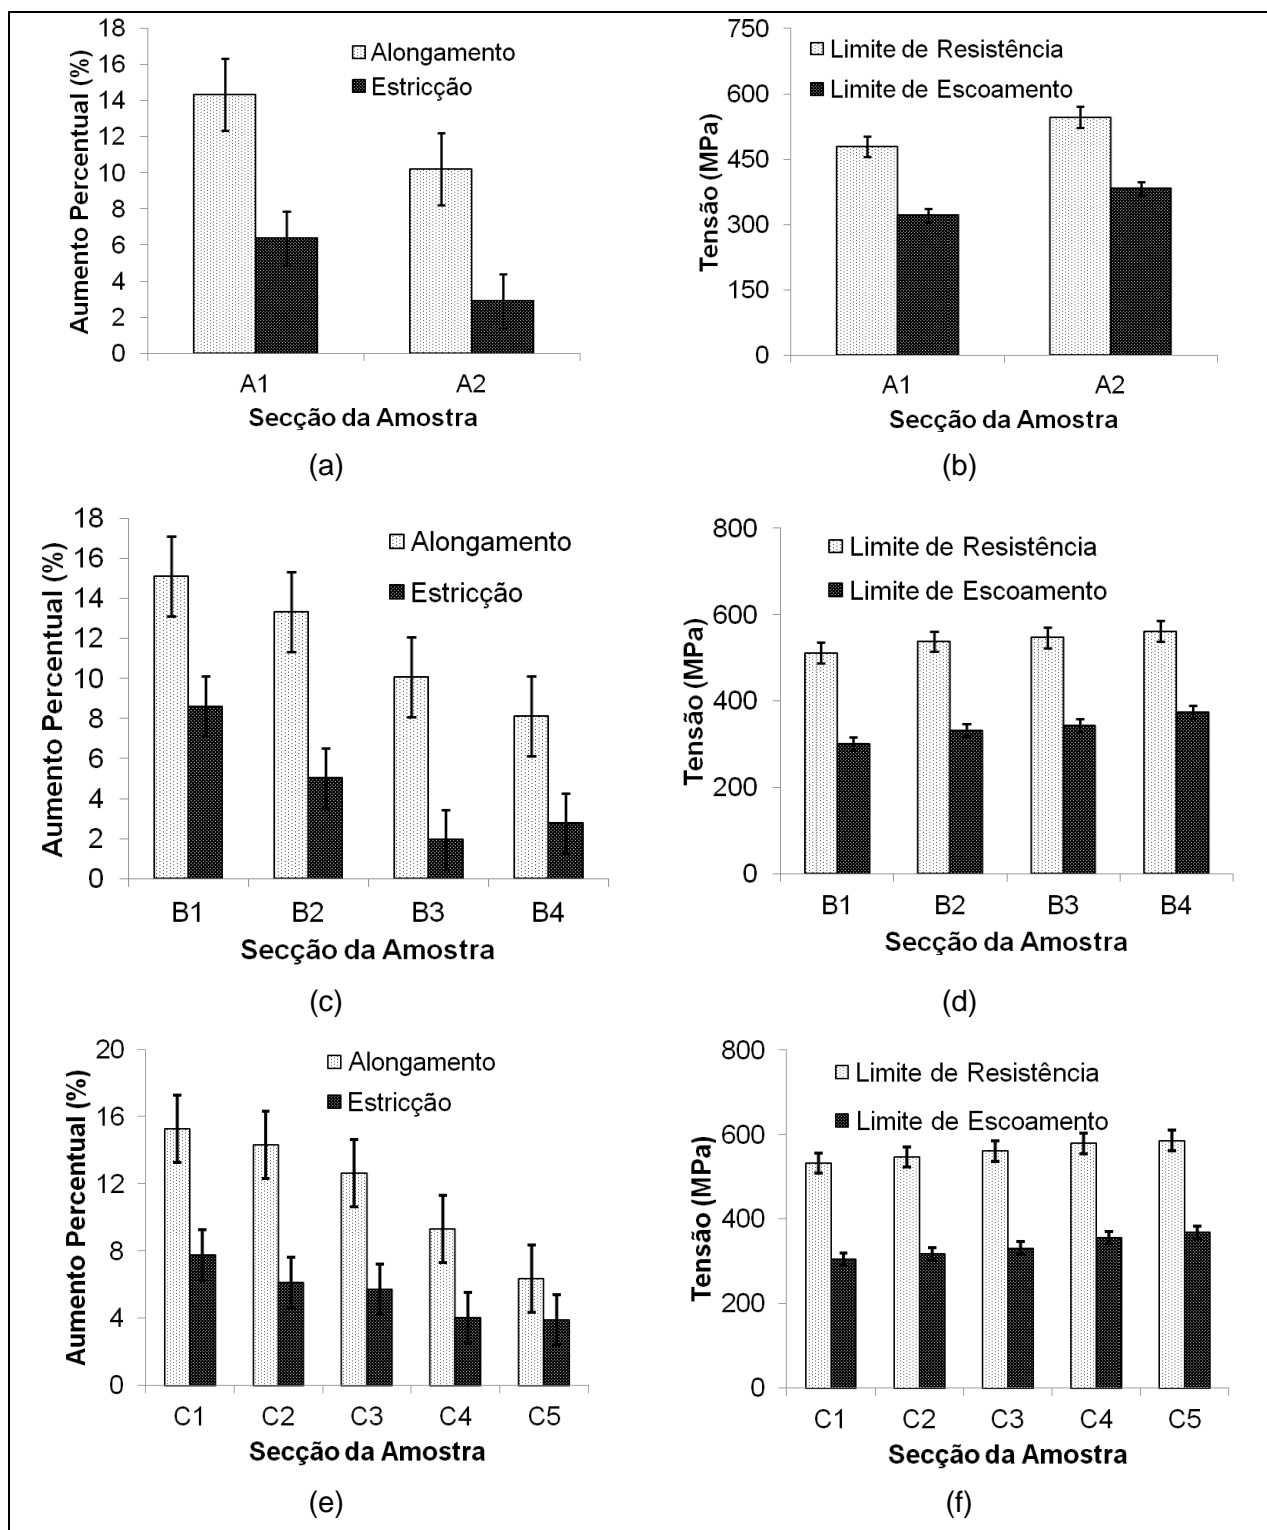 18
16
14
12
10
8
6
4
2
0
Aumento Percentual (%)
Alongamento
Estricção
A1 A2
Secção da Amostra
(a)
750
600
450
300
150
0
Tensão (MPa)
Limite de Resistência
Limite de Escoamento
A1 A2
Secção da Amostra
(b)
18
16
14
12
10
8
6
4
2
0
Aumento Percentual (%)
Alongamento
Estricção
B1 B2 B3 B4
Secção da Amostra
(c)
800
600
400
200
0
Tensão (MPa)
Limite de Resistência
Limite de Escoamento
B1 B2 B3 B4
Secção da Amostra
(d)
20
16
12
8
4
0
Aumento Percentual (%)
Alongamento
Estricção
C1 C2 C3 C4 C5
Secção da Amostra
(e)
800
600
400
200
0
Tensão (MPa)
Limite de Resistência
Limite de Escoamento
C1 C2 C3 C4 C5
Secção da Amostra
(f)